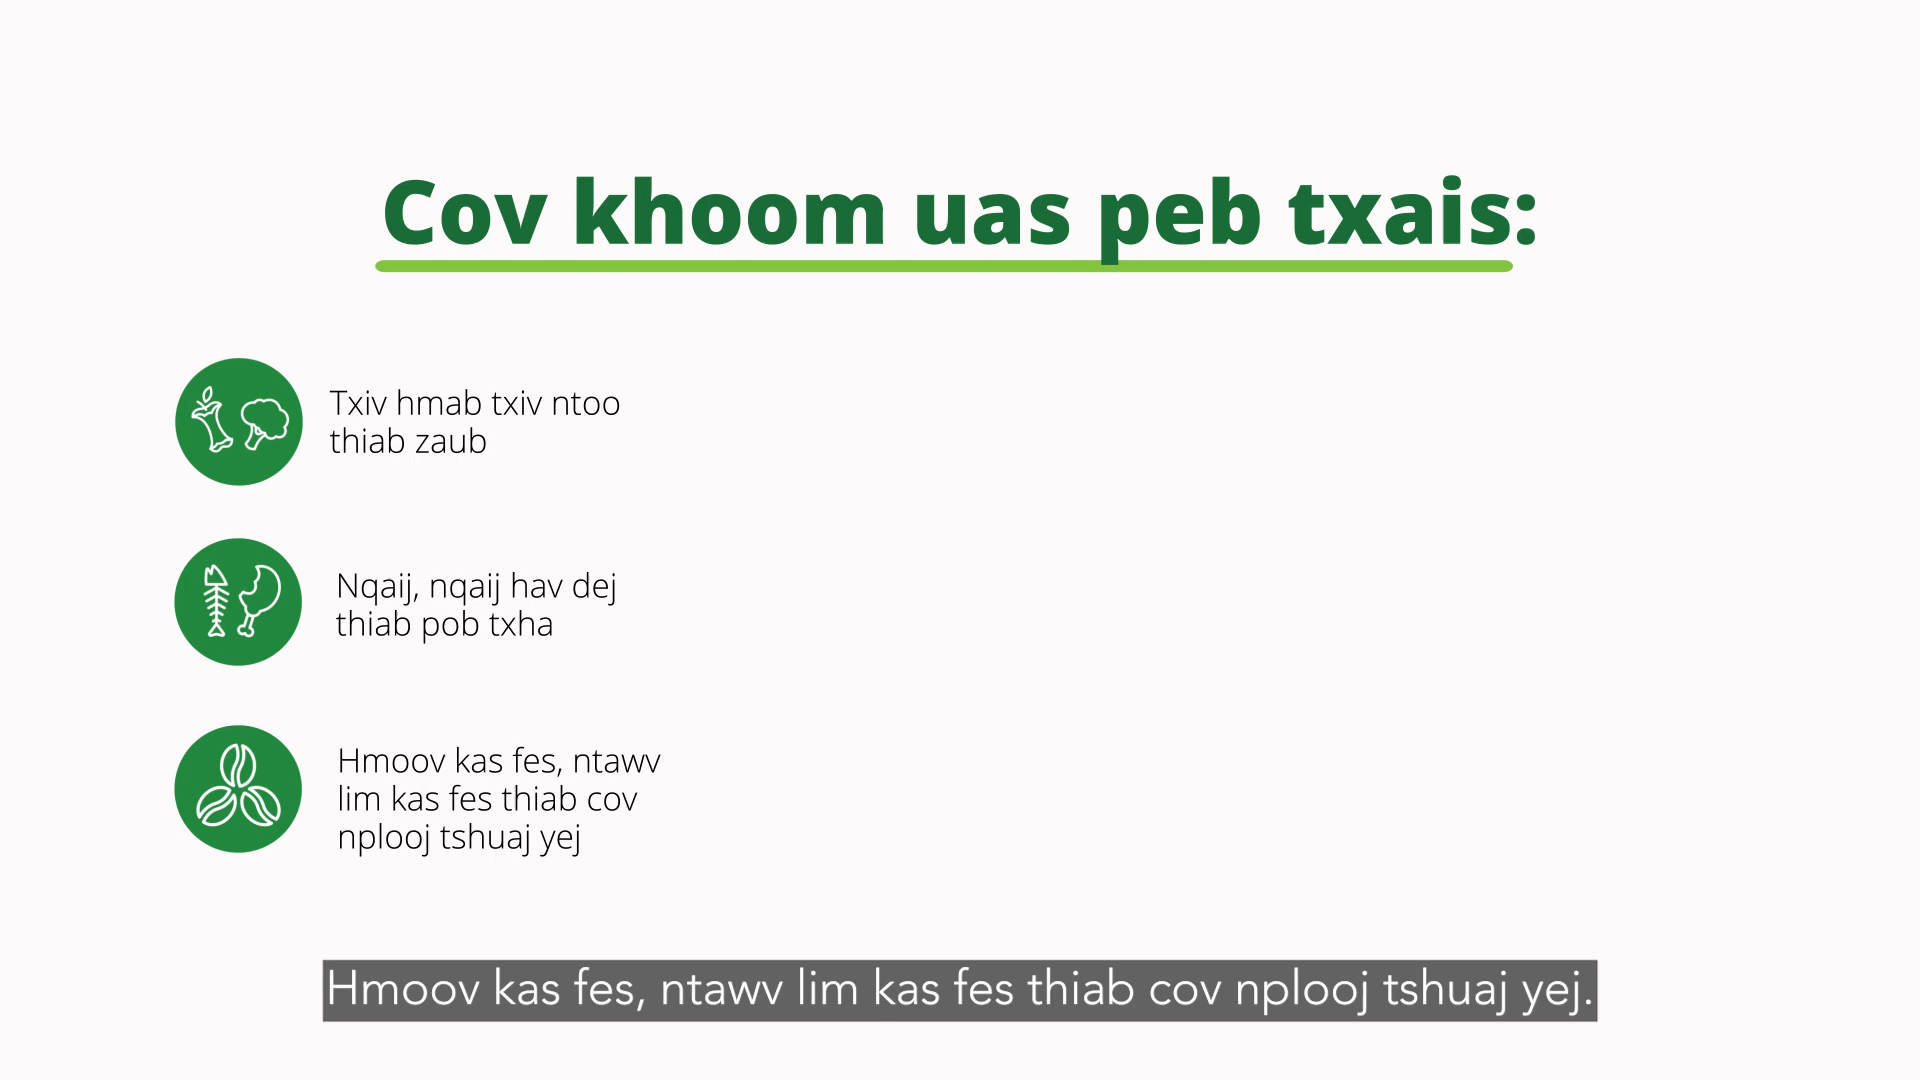 Cov khoom uas peb txais:
Txiv hmab txiv ntoo
thiab zaub
Nqaij, nqaij hav dej
thiab pob txha
Hmoov kas fes, ntawv
lim kas fes thiab cov
nplooj tshuaj yej
Hmoov kas fes, ntawv lim kas fes thiab cov nplooj tshuaj yej.